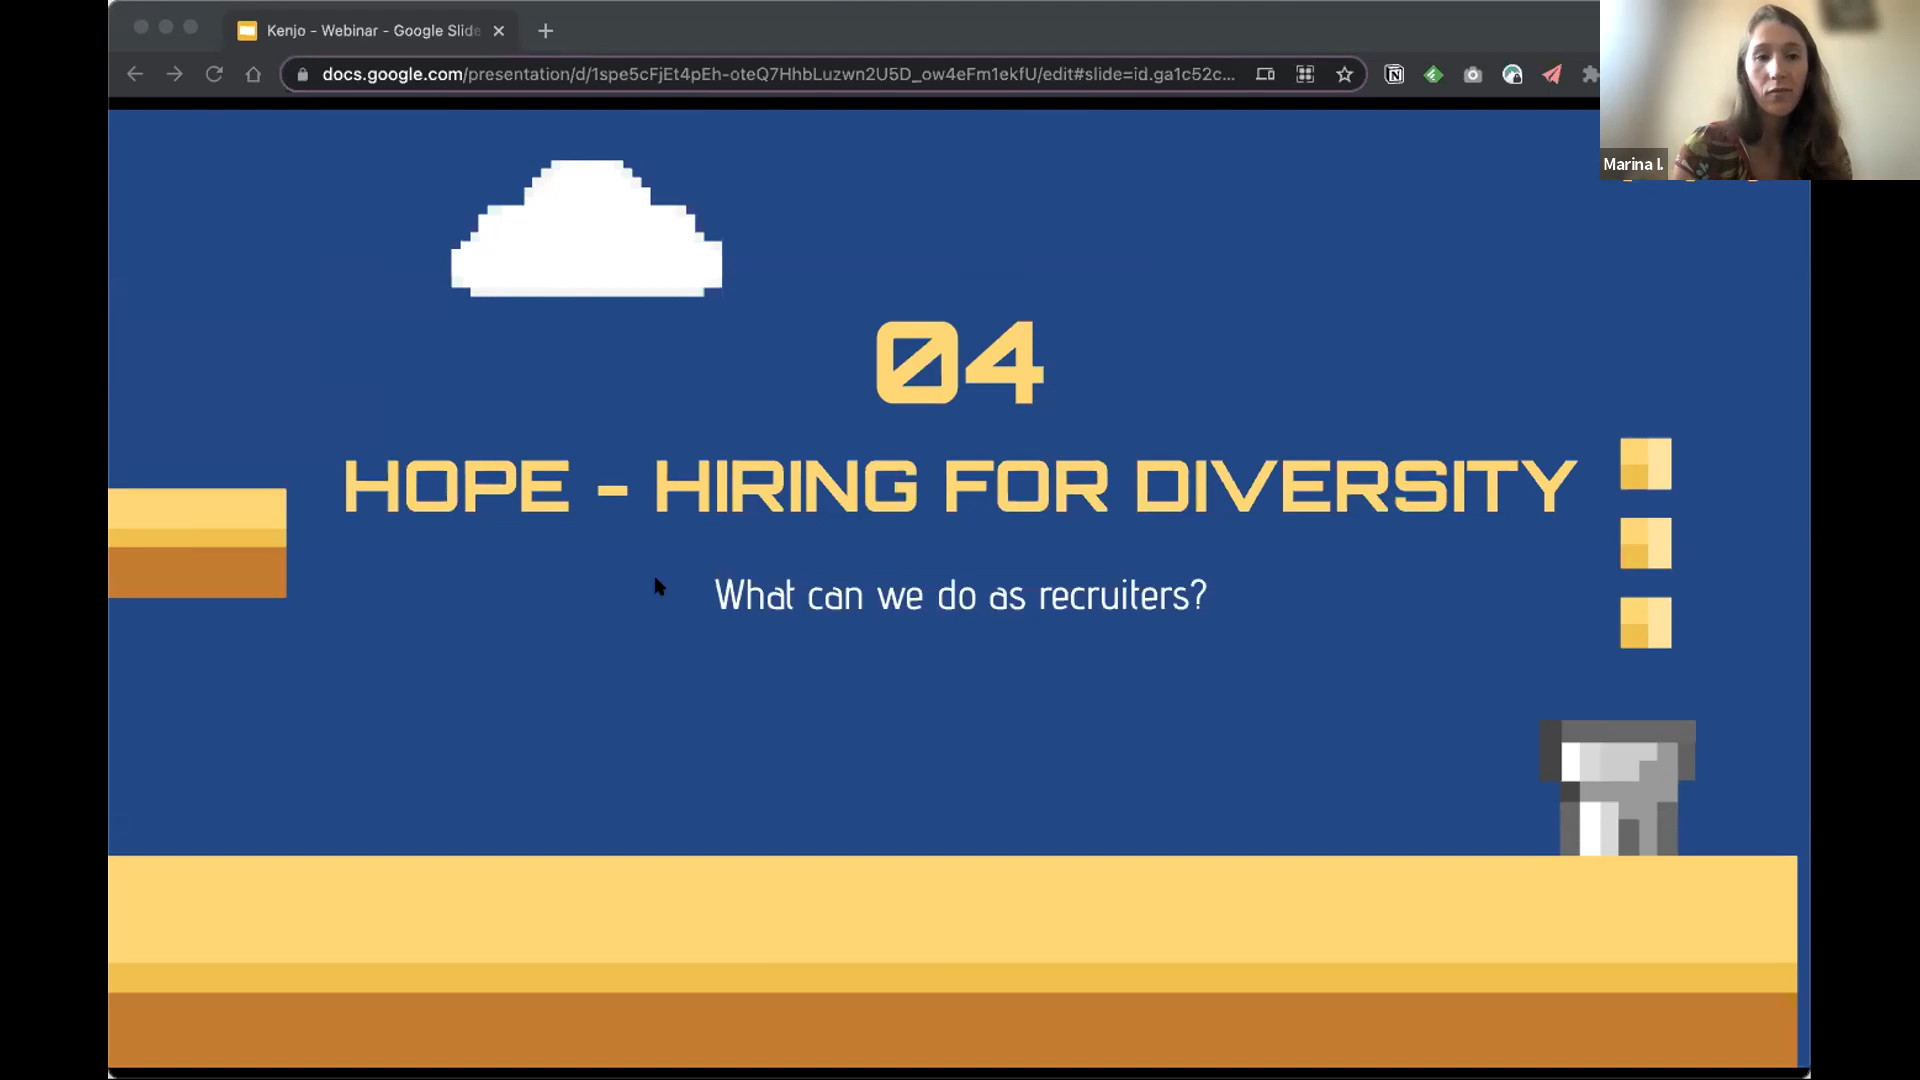 Kenjo - Webinar - Google Slide
docs.google.com/presentation/d/1spe5cFjEt4pEh-oteQ7HhbLuzwn2U5D_ow4eFm1ekfU/edit#slide=id.ga1c52c...
Marina I.
04
HOPE - HIRING FOR DIVERSITY
What can we do as recruiters?